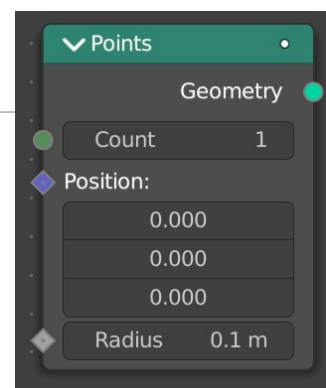 Points
Geometry
Count 1
Position:
0.000
0.000
0.000
Radius 0.1 m